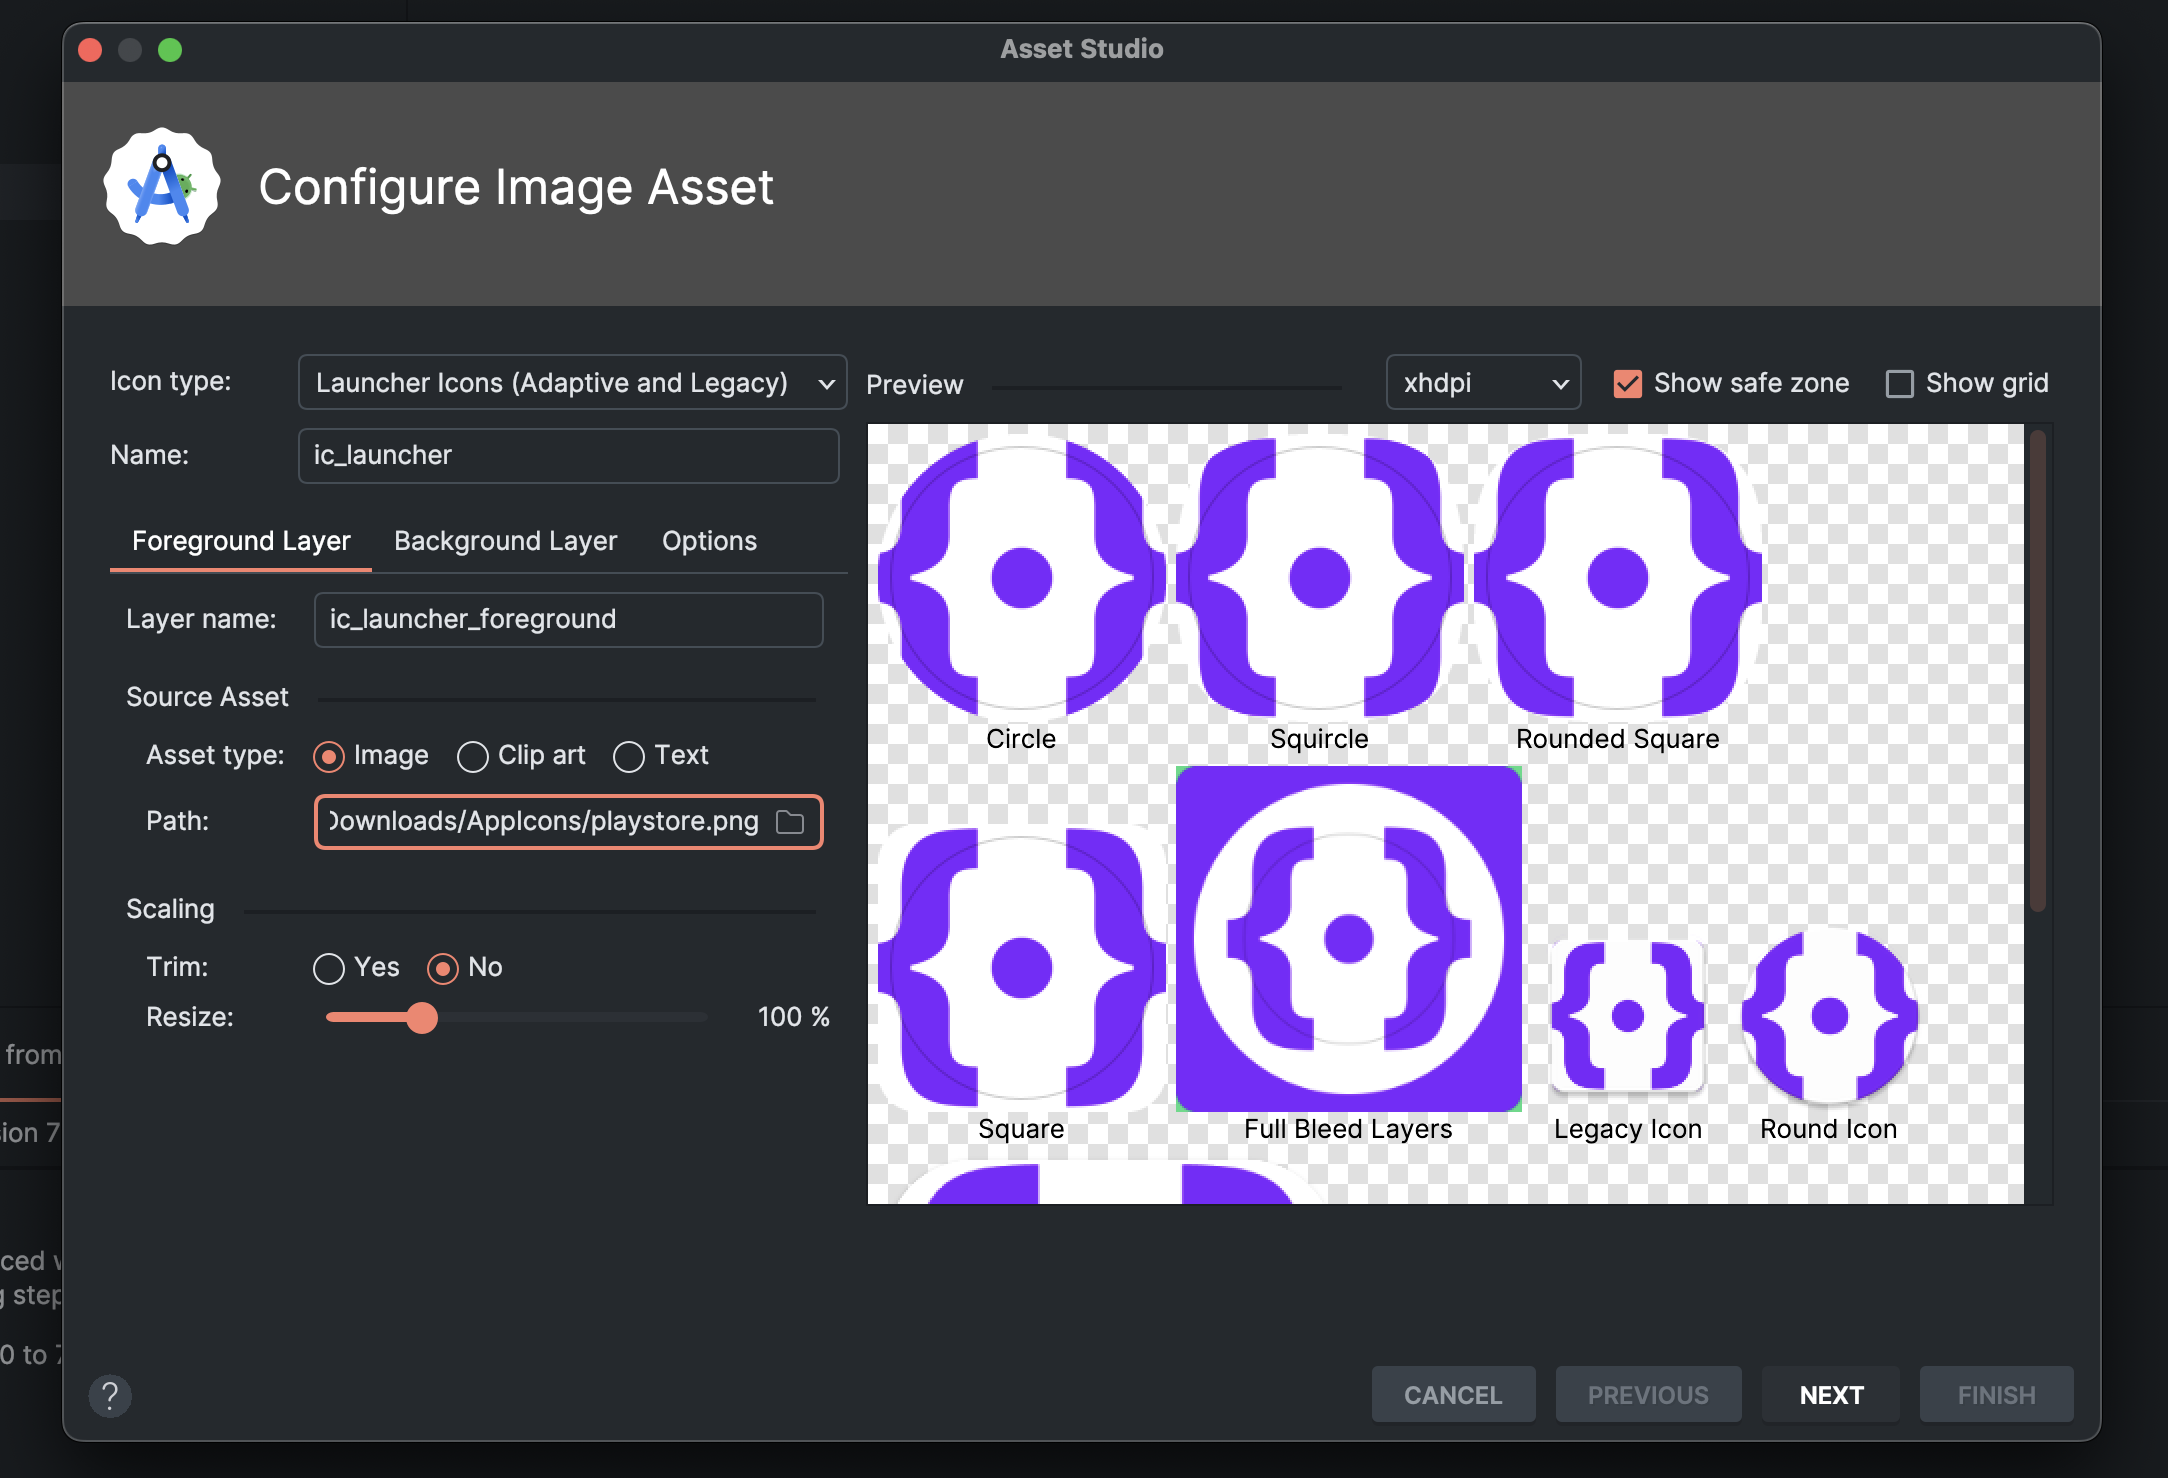 Asset Studio
Configure Image Asset
Icon type:
Launcher Icons (Adaptive and Legacy)
Name:
ic_launcher
Foreground Layer
Background Layer
Options
Layer name:
ic_launcher_foreground
Source Asset
Asset type:
Image
Clip art
Text
Path:
Downloads/AppIcons/playstore.png
Scaling
Trim:
Yes
No
Resize:
100 %
Preview
xhdpi
Show safe zone
Show grid
Circle
Squircle
Rounded Square
Square
Full Bleed Layers
Legacy Icon
Round Icon
from
sion 7
ced
step
0 to
?
CANCEL
PREVIOUS
NEXT
FINISH